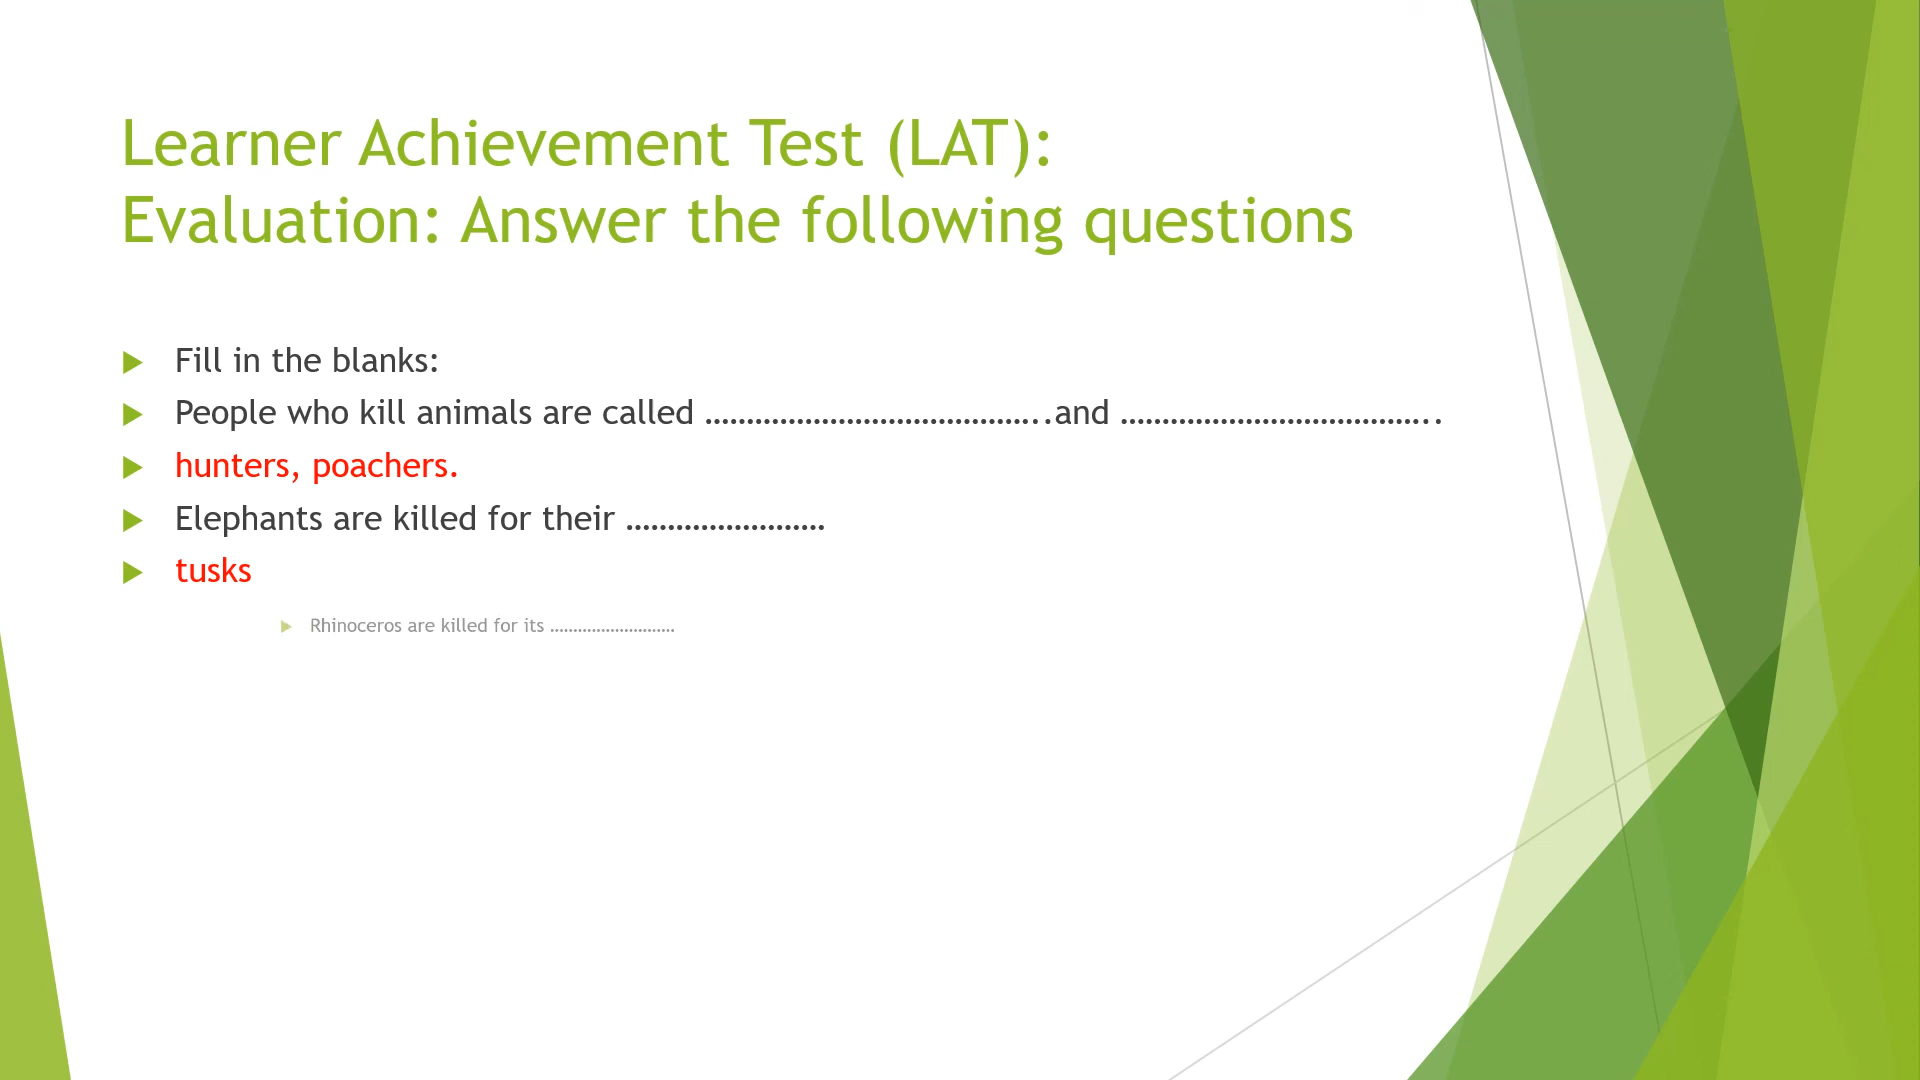 Learner Achievement Test (LAT):
Evaluation: Answer the following questions
Fill in the blanks:
People who kill animals are called …………………………………..and ………………………………..
hunters, poachers.
Elephants are killed for their ……………………
tusks
Rhinoceros are killed for its ………………………